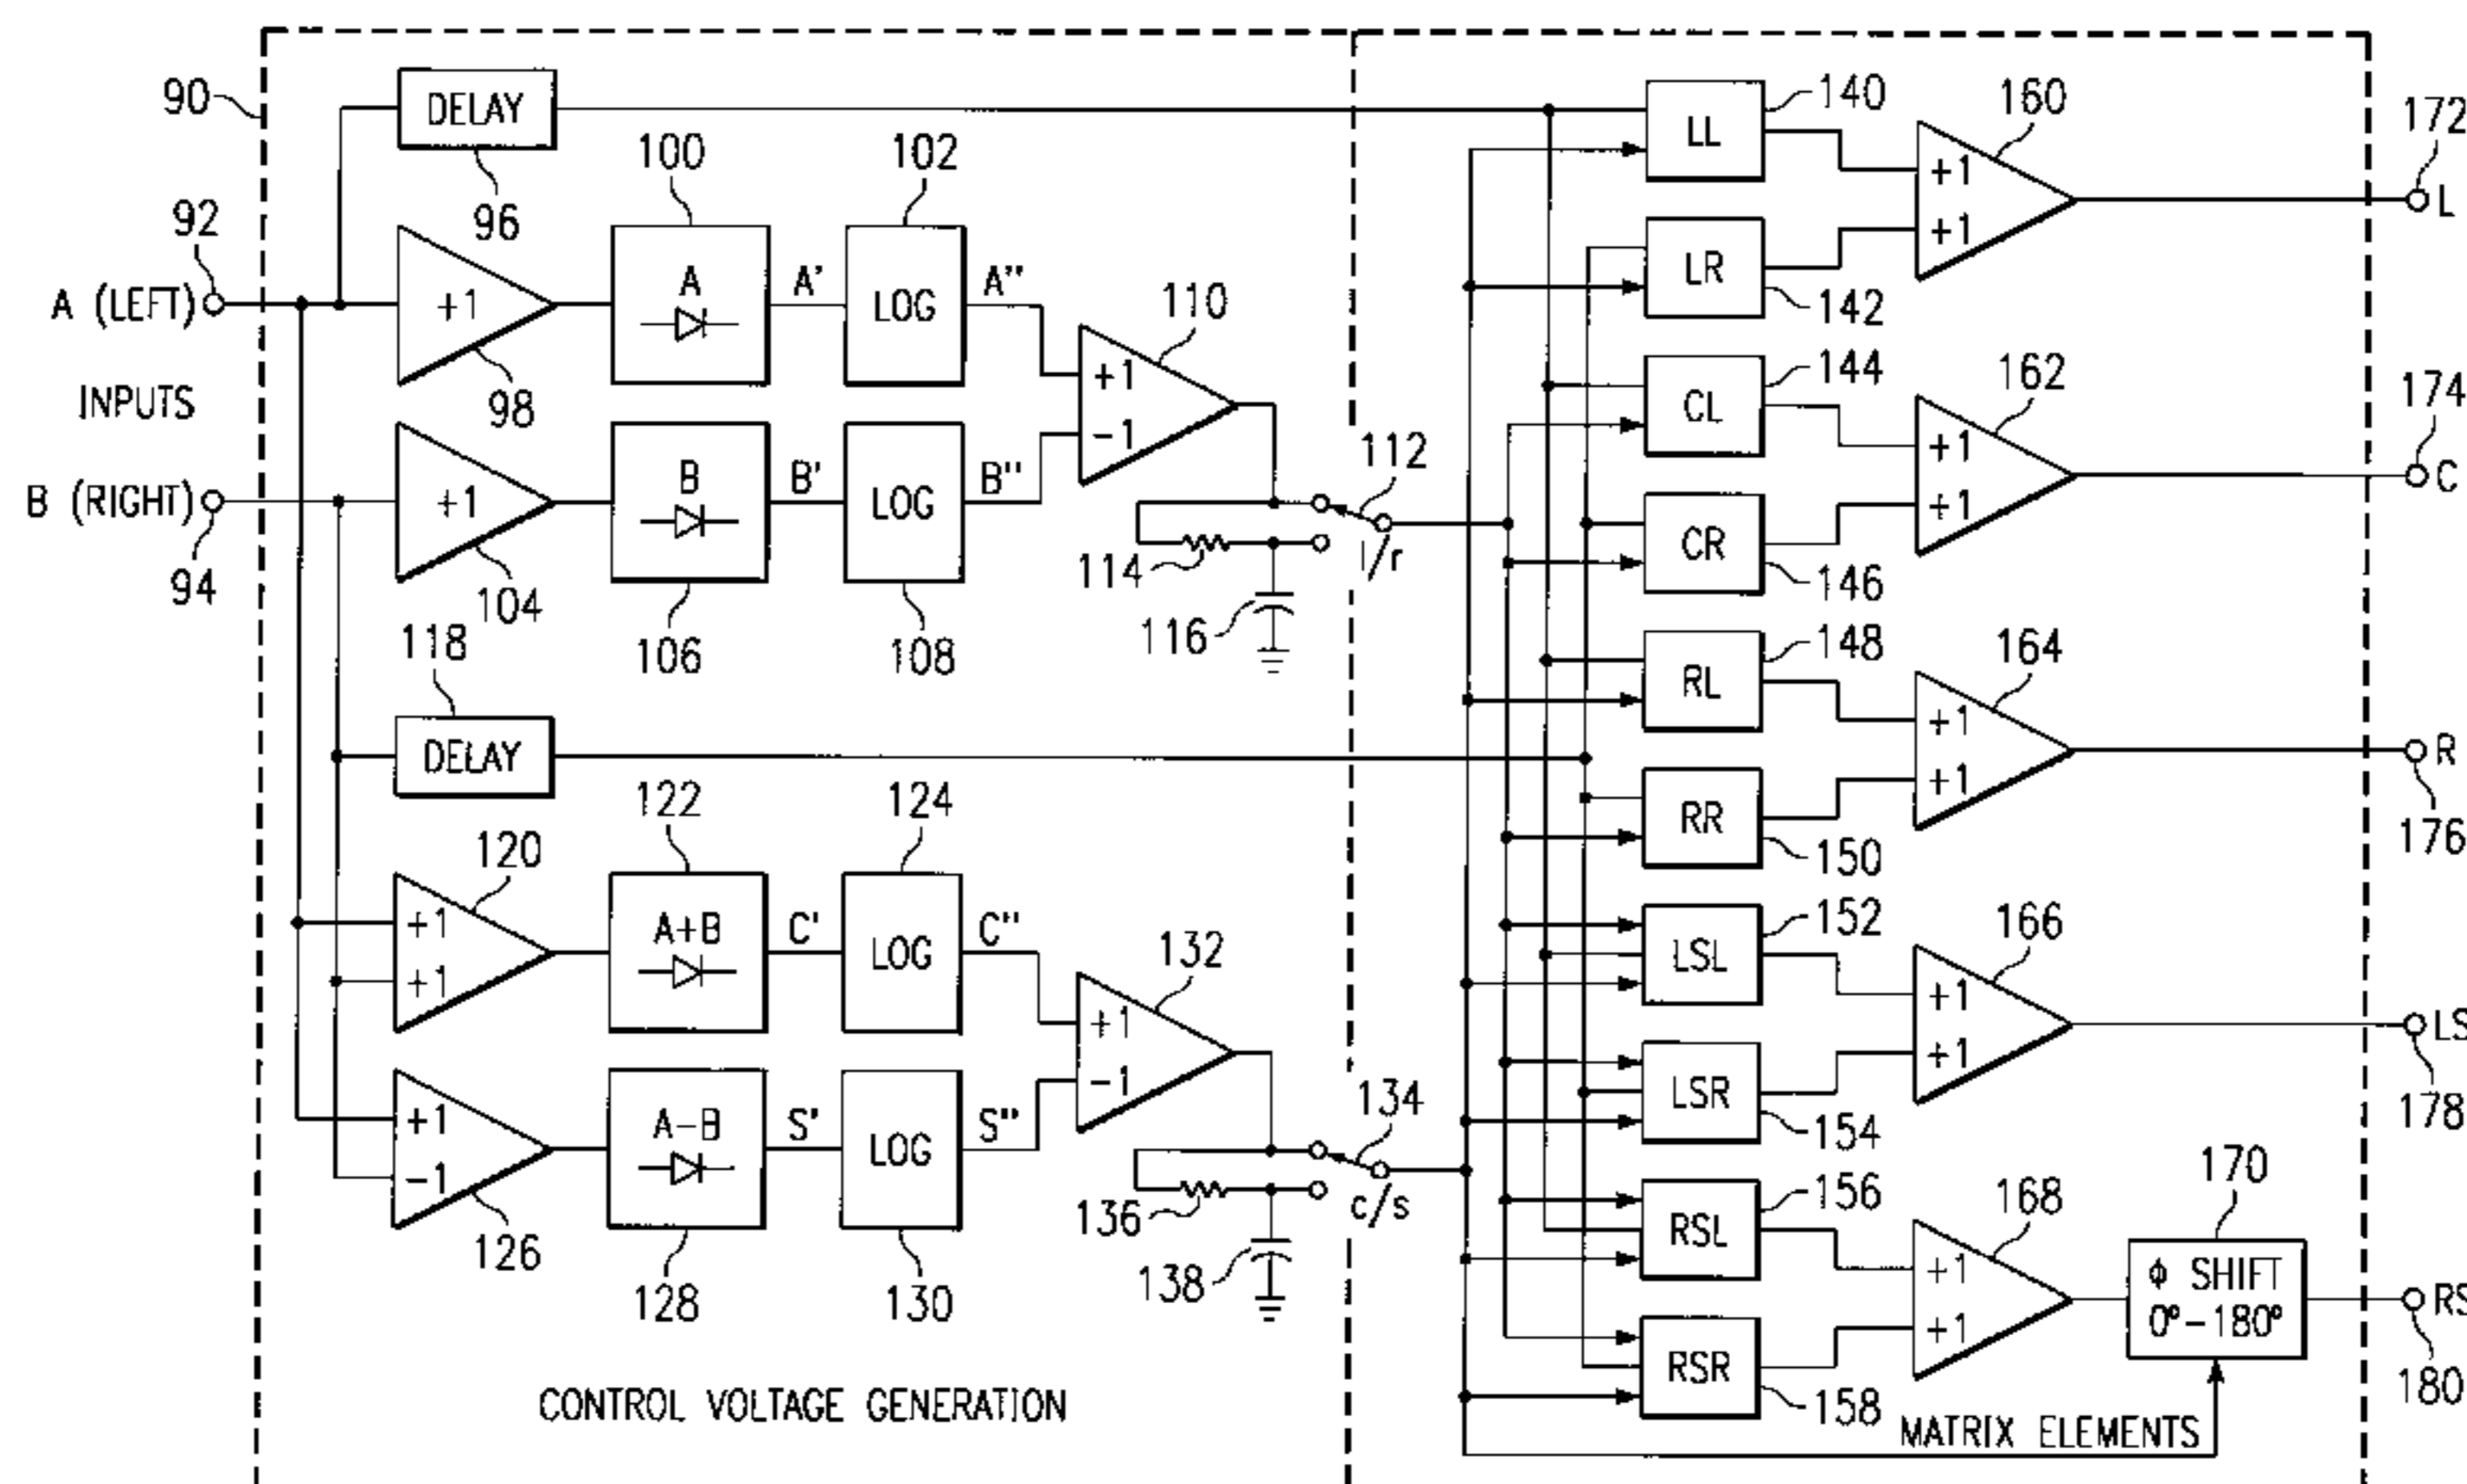 90
DELAY
96
100
102
92
A (LEFT)
+1
98
A
A'
LOG
A"
110
+1
-1
INPUTS
B (RIGHT)
94
+1
104
B
106
B'
LOG
108
B"
112
l/r
114
116
118
DELAY
120
+1
+1
122
A+B
C'
124
LOG
C"
132
+1
-1
126
+1
-1
A-B
128
S'
LOG
130
S"
134
c/s
136
138
CONTROL VOLTAGE GENERATION
LL
140
LR
142
160
+1
+1
172
L
CL
144
CR
146
162
+1
+1
174
C
RL
148
RR
150
164
+1
+1
R
176
LSL
152
LSR
154
166
+1
+1
LS
178
RSL
156
RSR
158
168
+1
+1
170
Φ SHIFT
0°-180°
RS
180
MATRIX ELEMENTS